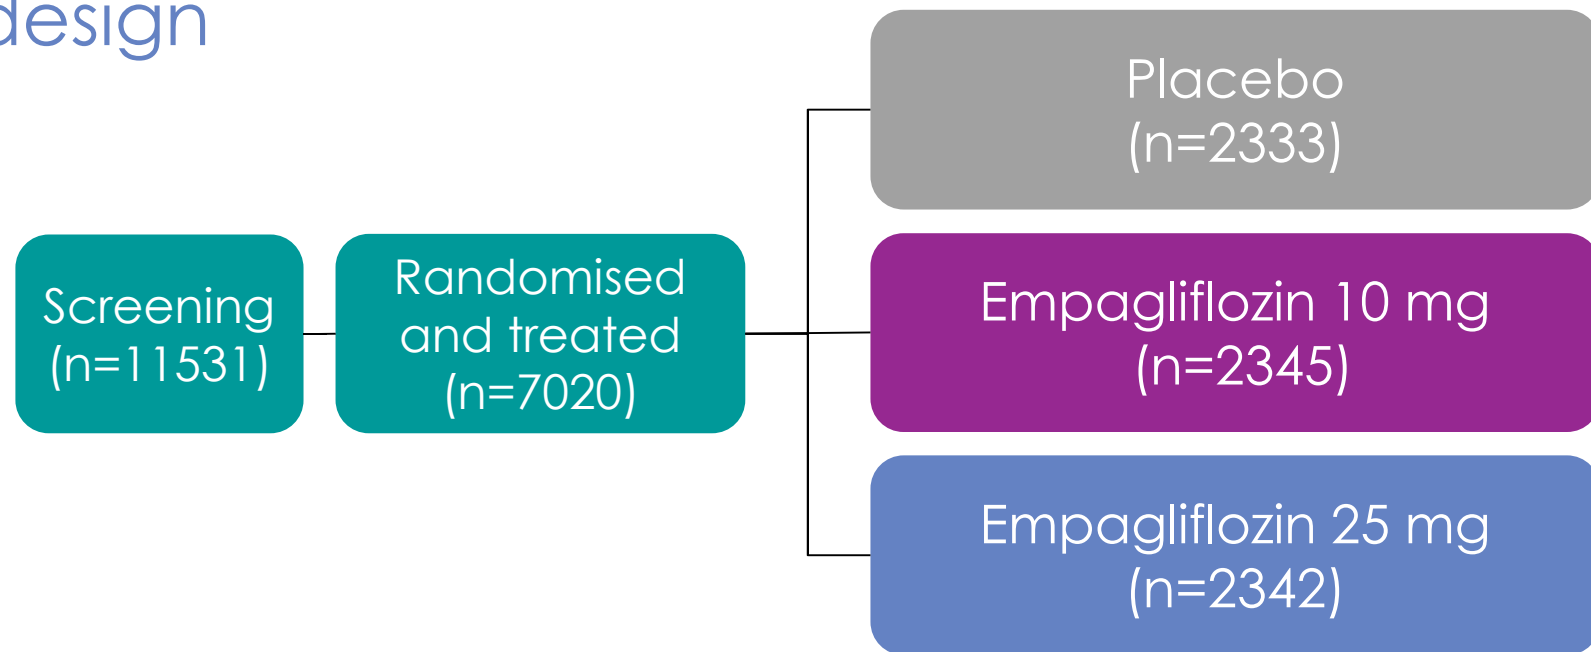 design
Screening
(n=11531)
Randomised
and treated
(n=7020)
Placebo
(n=2333)
Empagliflozin 10 mg
(n=2345)
Empagliflozin 25 mg
(n=2342)